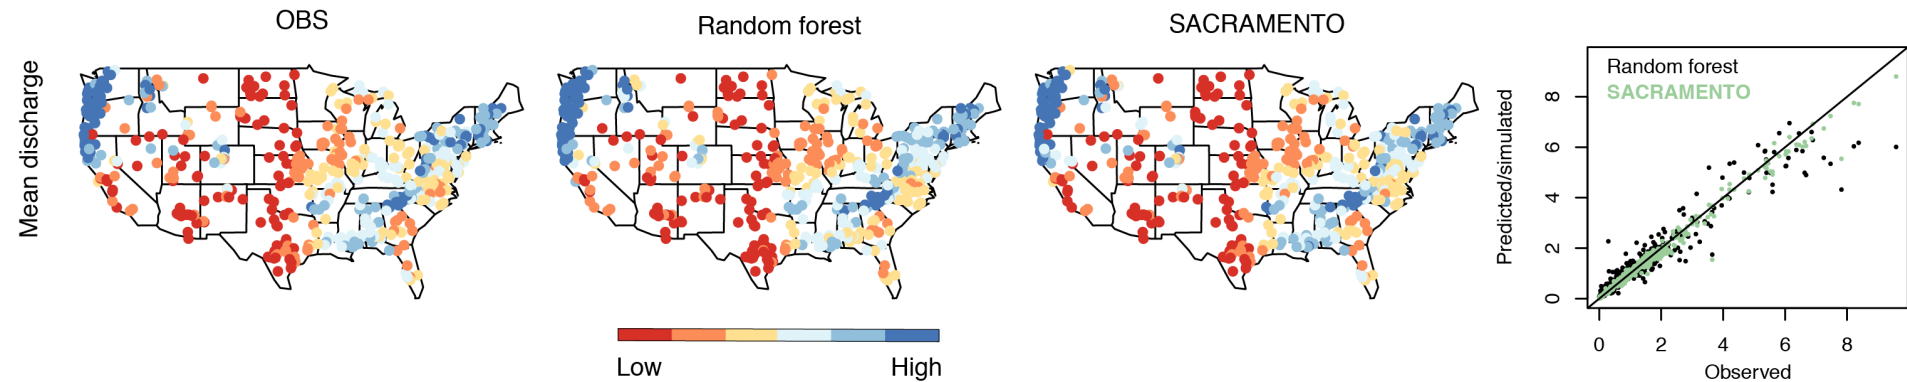 OBS
Random forest
SACRAMENTO
Mean discharge
Low
High
Random forest
SACRAMENTO
Predicted/simulated
8
6
4
2
0
0 2 4 6 8
Observed